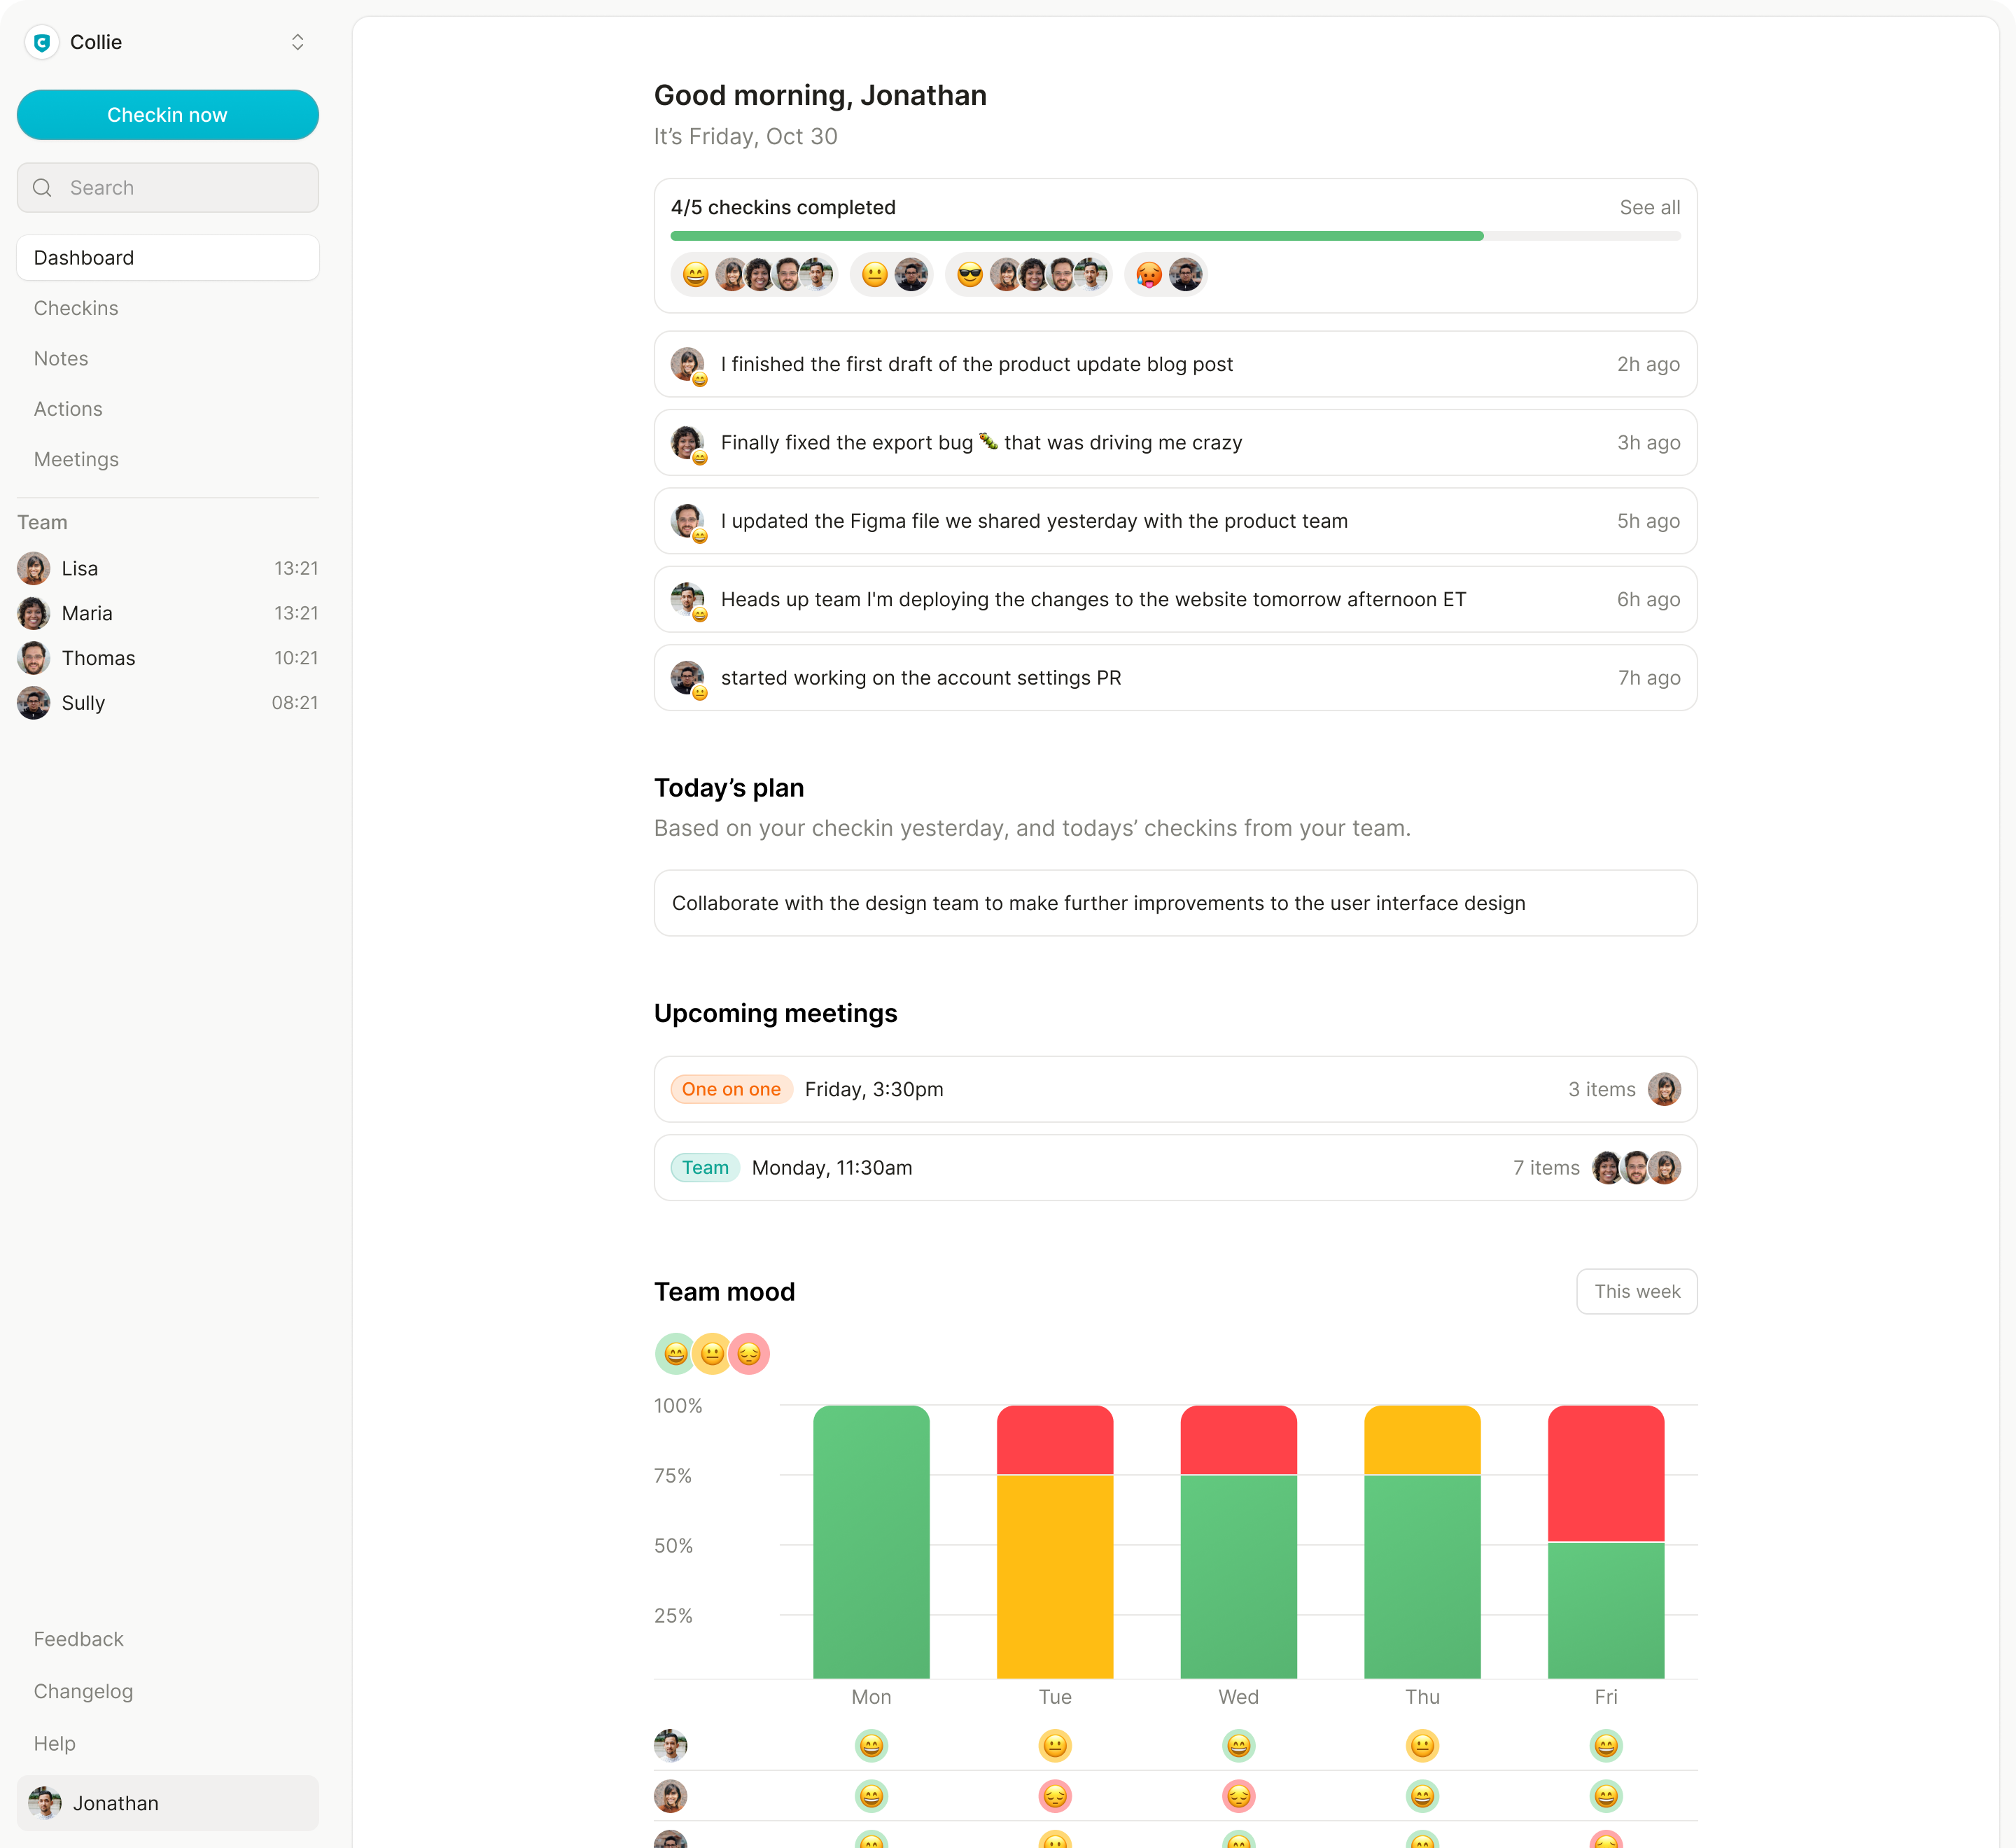 Collie
Checkin now
Search
Dashboard
Checkins
Notes
Actions
Meetings
Team
Lisa 13:21
Maria 13:21
Thomas 10:21
Sully 08:21
Feedback
Changelog
Help
Jonathan
Good morning, Jonathan
It’s Friday, Oct 30
4/5 checkins completed See all
I finished the first draft of the product update blog post 2h ago
Finally fixed the export bug 🐛 that was driving me crazy 3h ago
I updated the Figma file we shared yesterday with the product team 5h ago
Heads up team I'm deploying the changes to the website tomorrow afternoon ET 6h ago
started working on the account settings PR 7h ago
Today’s plan
Based on your checkin yesterday, and todays’ checkins from your team.
Collaborate with the design team to make further improvements to the user interface design
Upcoming meetings
One on one Friday, 3:30pm 3 items
Team Monday, 11:30am 7 items
Team mood This week
100%
75%
50%
25%
Mon Tue Wed Thu Fri